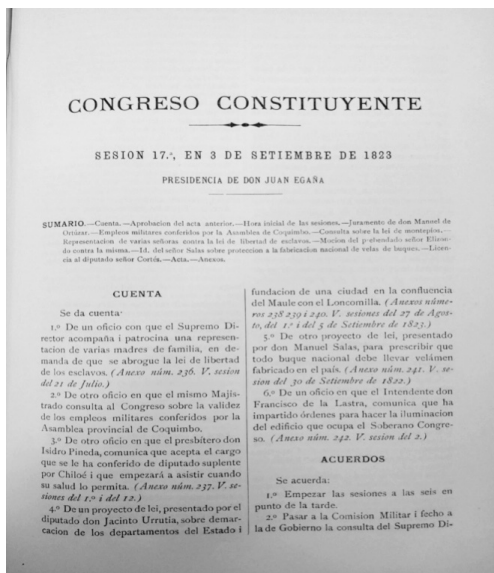 CONGRESO CONSTITUYENTE
SESION 17.ª, EN 3 DE SETIEMBRE DE 1823
PRESIDENCIA DE DON JUAN EGAÑA
SUMARIO.—Cuenta.—Aprobacion del acta anterior.—Hora inicial de las sesiones.—Juramento de don Manuel de
Ortúzar.—Empleos militares conferidos por la Asamblea de Coquimbo.—Consulta sobre la lei de montepios.—
Representacion de varias señoras contra la lei de libertad de esclavos.—Mocion del prebendado señor Elizon-
do contra la misma.—Id. del señor Salas sobre proteccion a la fabricacion nacional de velas de buques.—Licen-
cia al diputado señor Cortés.—Acta.—Anexos.
CUENTA
Se da cuenta:
1.º De un oficio con que el Supremo Di-
rector acompaña i patrocina una represen-
tacion de varias madres de familia, en de-
manda de que se abrogue la lei de libertad
de los esclavos. (Anexo núm. 236. V. sesion
del 21 de Julio.)
2.º De otro oficio en que el mismo Majis-
trado consulta al Congreso sobre la validez
de los empleos militares conferidos por la
Asamblea provincial de Coquimbo.
3.º De otro oficio en que el presbítero don
Isidro Pineda, comunica que acepta el cargo
que se le ha conferido de diputado suplente
por Chiloé i que empezará a asistir cuando
su salud lo permita. (Anexo núm. 237. V. se-
siones del 1.º i del 12.)
4.º De un proyecto de lei, presentado por el
diputado don Jacinto Urrutia, sobre demar-
cacion de los departamentos del Estado i
fundacion de una ciudad en la confluencia
del Maule con el Loncomilla. (Anexos núme-
ros 238 239 i 240. V. sesiones del 27 de Agos-
to, del 1.º i del 5 de Setiembre de 1823.)
5.º De otro proyecto de lei, presentado
por don Manuel Salas, para prescribir que
todo buque nacional debe llevar velámen
fabricado en el país. (Anexo núm. 241. V. se-
sion del 30 de Setiembre de 1822.)
6.º De un oficio en que el Intendente don
Francisco de la Lastra, comunica que ha
impartido órdenes para hacer la iluminacion
del edificio que ocupa el Soberano Congre-
so. (Anexo núm. 242. V. sesion del 2.)
ACUERDOS
Se acuerda:
1.º Empezar las sesiones a las seis en
punto de la tarde.
2.º Pasar a la Comision Militar i fecho a
la de Gobierno la consulta del Supremo Di-